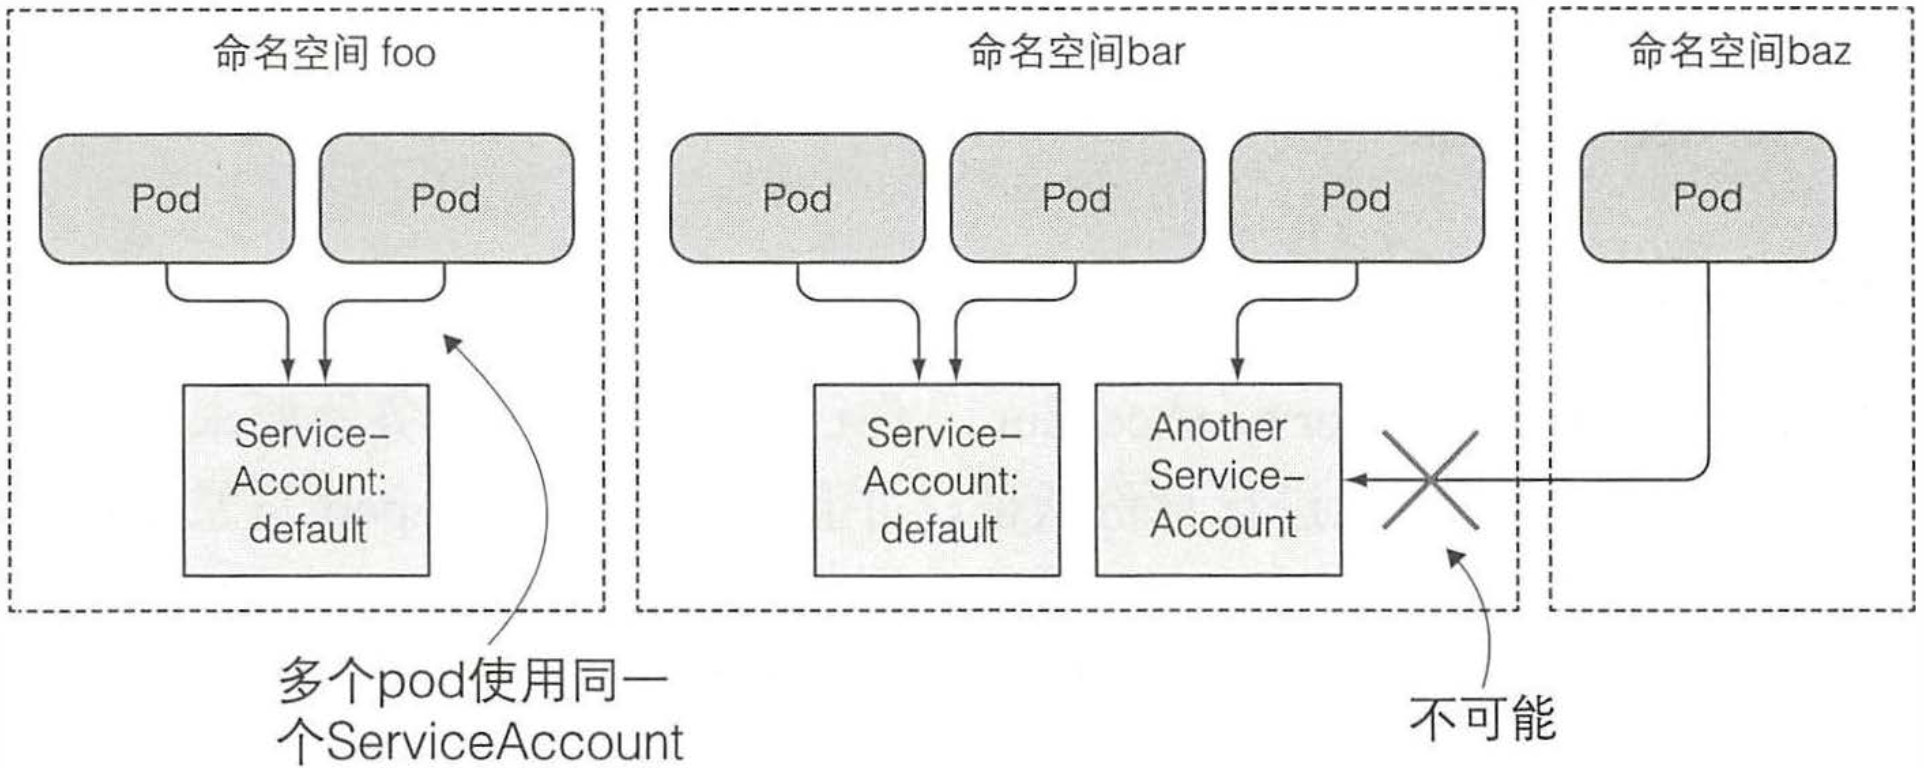 命名空间 foo
命名空间bar
命名空间baz
Pod
Pod
Pod
Pod
Pod
Pod
Service–
Account:
default
Service–
Account:
default
Another
Service–
Account
多个pod使用同一
个ServiceAccount
不可能